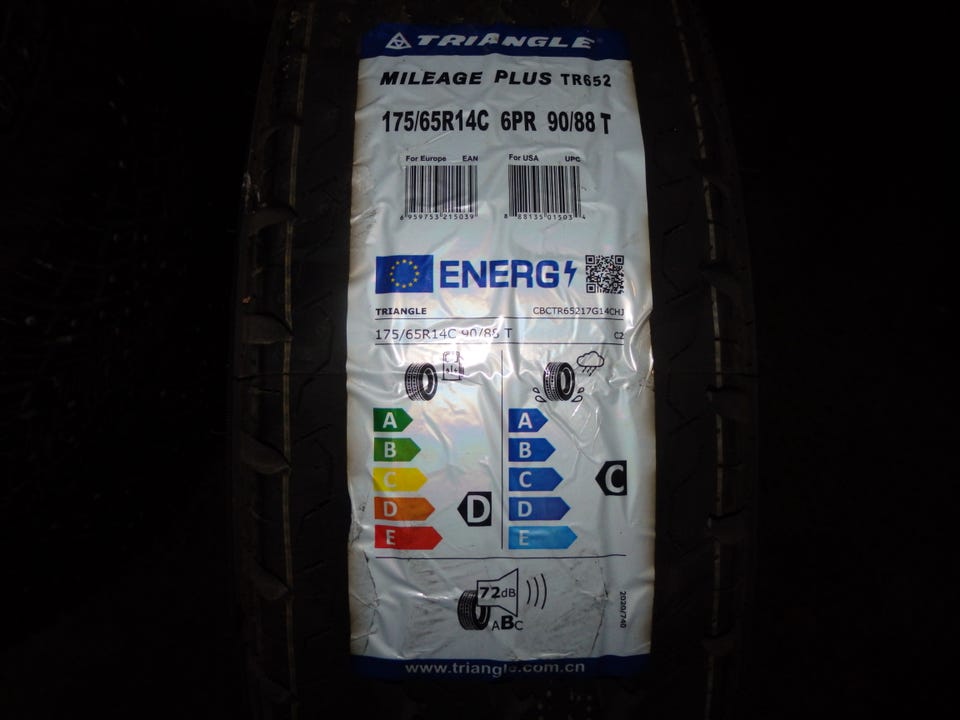 TRIANGLE
MILEAGE PLUS TR652
175/65R14C 6PR 90/88 T
For Europe EAN For USA UPC
6 959753 215039 8 88135 01503 4
ENERG
TRIANGLE CBCTR65217G14CHJ
175/65R14C 90/88 T C2
A A
B B
C C C
D D D
E E
72dB
ABC
2020/740
www.triangle.com.cn